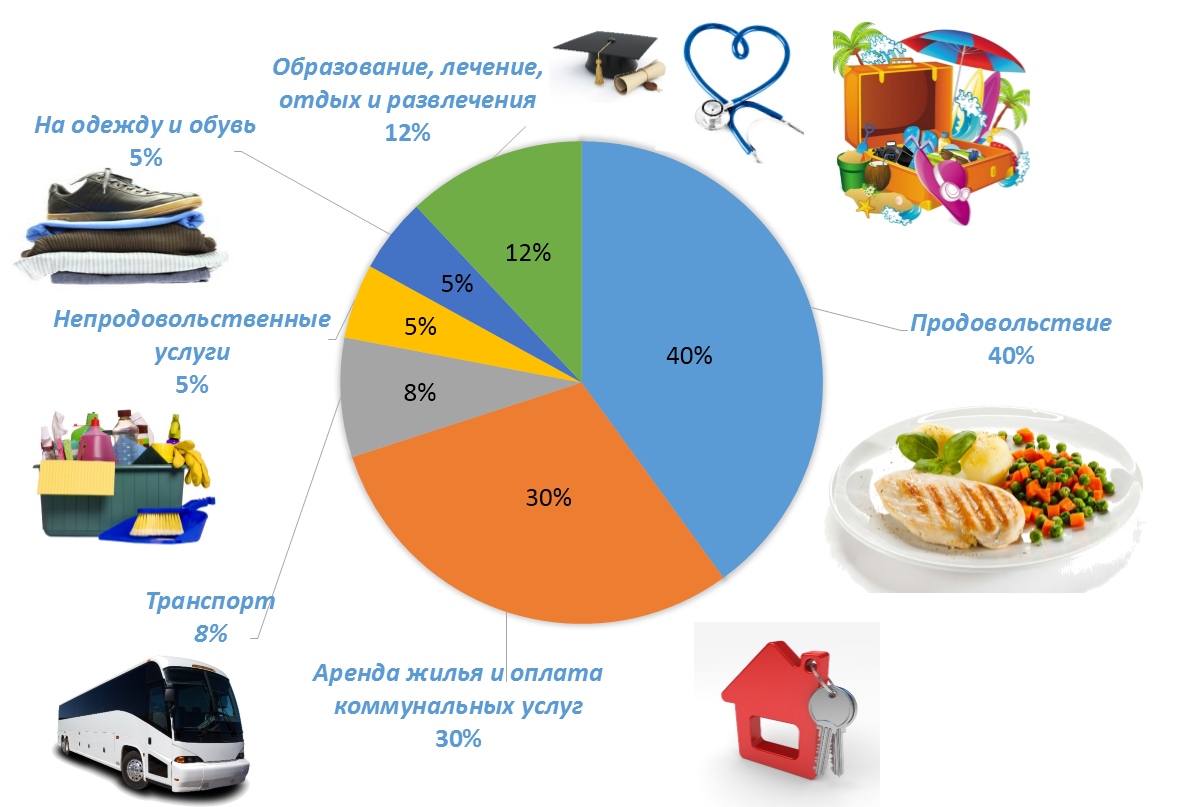 Образование, лечение,
отдых и развлечения
12%
На одежду и обувь
5%
Непродовольственные
услуги
5%
Транспорт
8%
Аренда жилья и оплата
коммунальных услуг
30%
Продовольствие
40%
12%
5%
5%
8%
30%
40%